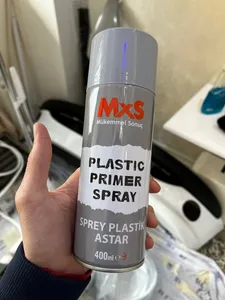 MxS
Mükemmel Sonuç
PLASTIC
PRIMER
SPRAY
SPREY PLASTİK
ASTAR
400ml e